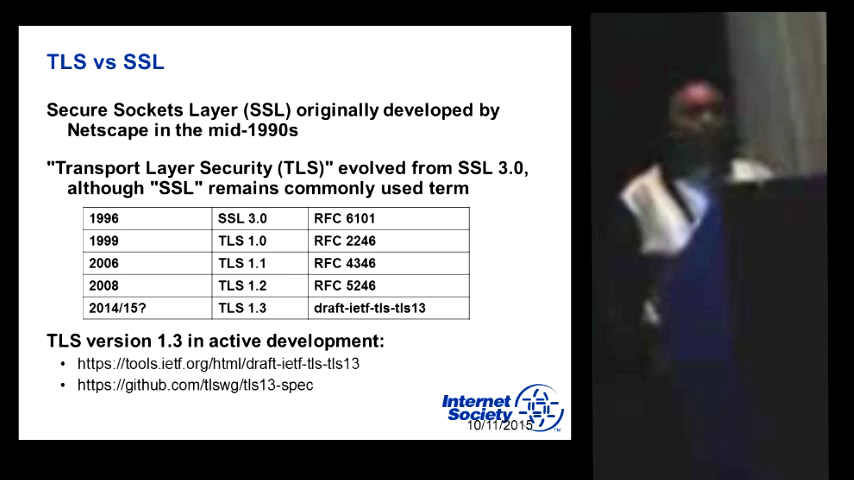 TLS vs SSL
Secure Sockets Layer (SSL) originally developed by
Netscape in the mid-1990s
"Transport Layer Security (TLS)" evolved from SSL 3.0,
although "SSL" remains commonly used term
1996 SSL 3.0 RFC 6101
1999 TLS 1.0 RFC 2246
2006 TLS 1.1 RFC 4346
2008 TLS 1.2 RFC 5246
2014/15? TLS 1.3 draft-ietf-tls-tls13
TLS version 1.3 in active development:
• https://tools.ietf.org/html/draft-ietf-tls-tls13
• https://github.com/tlswg/tls13-spec
Internet
Society
TM
10/11/2015